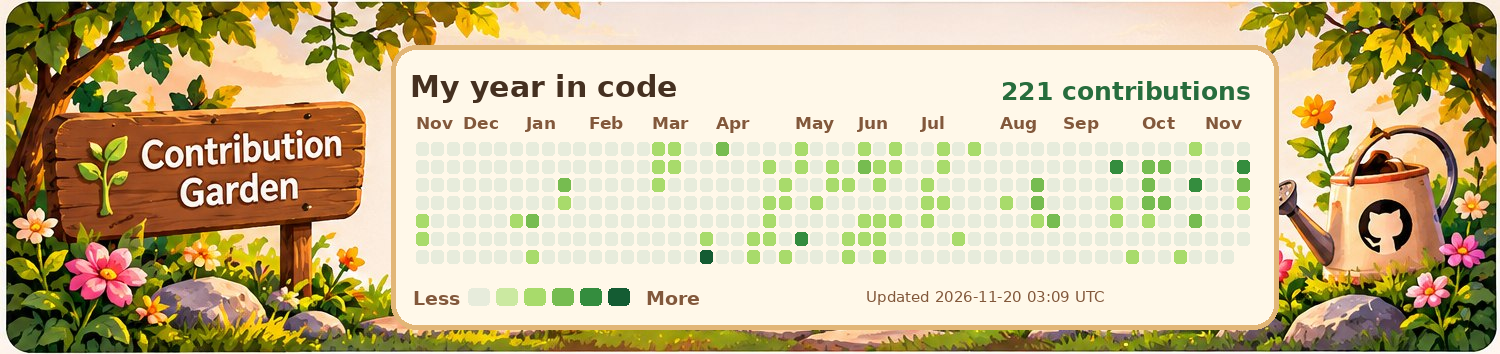 Contribution
Garden
My year in code
221 contributions
Nov Dec Jan Feb Mar Apr May Jun Jul Aug Sep Oct Nov
Less
More
Updated 2026-11-20 03:09 UTC